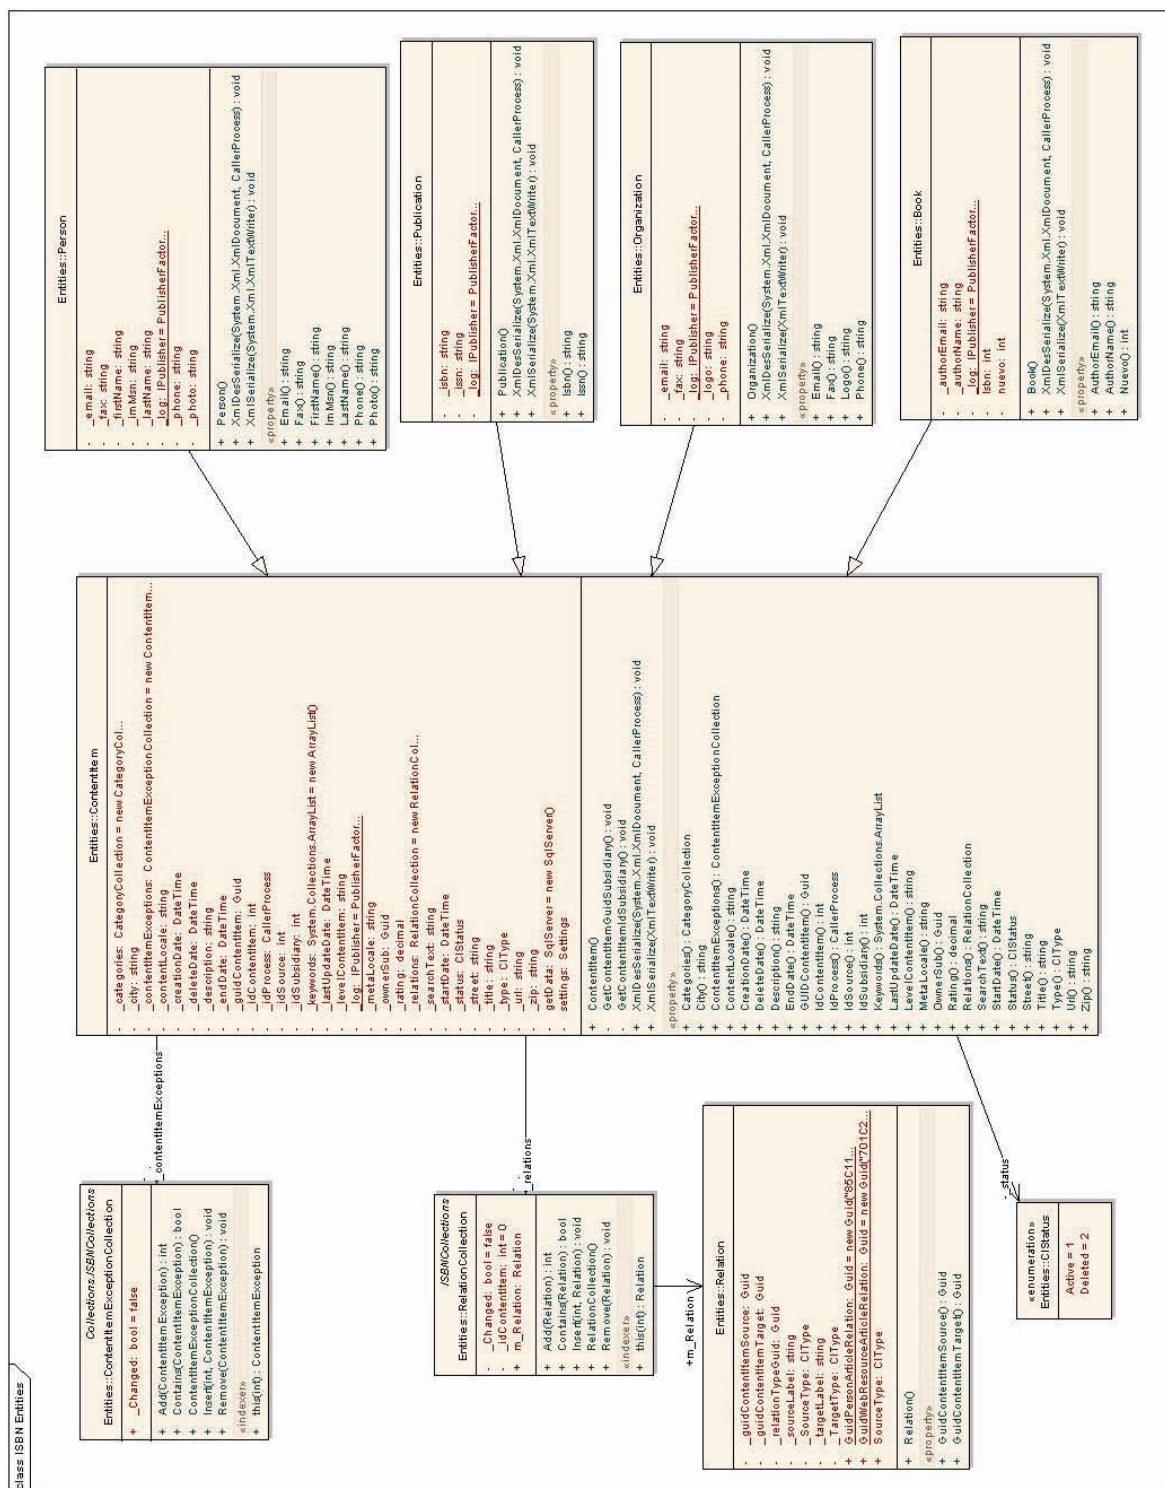 class ISBN Entities
Entities::Person
- _email: string
- _fax: string
- _firstName: string
- _imMsn: string
- _lastName: string
- _log: IPublisher = PublisherFactor...
- _phone: string
- _photo: string
+ Person()
+ XmlDesSerialize(System.Xml.XmlDocument, CallerProcess) : void
+ XmlSerialize(System.Xml.XmlTextWriter) : void
«property»
+ Email() : string
+ Fax() : string
+ FirstName() : string
+ ImMsn() : string
+ LastName() : string
+ Phone() : string
+ Photo() : string
Entities::Publication
- _isbn: string
- _issn: string
- _log: IPublisher = PublisherFactor...
+ Publication()
+ XmlDesSerialize(System.Xml.XmlDocument, CallerProcess) : void
+ XmlSerialize(System.Xml.XmlTextWriter) : void
«property»
+ Isbn() : string
+ Issn() : string
Entities::Organization
- _email: string
- _fax: string
- _log: IPublisher = PublisherFactor...
- _logo: string
- _phone: string
+ Organization()
+ XmlDesSerialize(System.Xml.XmlDocument, CallerProcess) : void
+ XmlSerialize(XmlTextWriter) : void
«property»
+ Email() : string
+ Fax() : string
+ Logo() : string
+ Phone() : string
Entities::Book
- _authorEmail: string
- _authorName: string
- _log: IPublisher = PublisherFactor...
- Isbn: int
- nuevo: int
+ Book()
+ XmlDesSerialize(System.Xml.XmlDocument, CallerProcess) : void
+ XmlSerialize(XmlTextWriter) : void
«property»
+ AuthorEmail() : string
+ AuthorName() : string
+ Nuevo() : int
Entities::ContentItem
- _categories: CategoryCollection = new CategoryCol...
- _city: string
- _contentItemExceptions: ContentItemExceptionCollection = new ContentItem...
- _contentLocale: string
- _creationDate: DateTime
- _deleteDate: DateTime
- _description: string
- _endDate: DateTime
- _guidContentItem: Guid
- _idContentItem: int
- _idProcess: CallerProcess
- _idSource: int
- _idSubsidiary: int
- _keywords: System.Collections.ArrayList = new ArrayList()
- _lastUpdateDate: DateTime
- _levelContentItem: string
- _log: IPublisher = PublisherFactor...
- _metaLocale: string
- _ownerSub: Guid
- _rating: decimal
- _relations: RelationCollection = new RelationCol...
- _searchText: string
- _startDate: DateTime
- _status: CIStatus
- _street: string
- _title: string
- _type: CIType
- _url: string
- _zip: string
- getData: SqlServer = new SqlServer()
- settings: Settings
+ ContentItem()
- GetContentItemGuidSubsidiary() : void
- GetContentItemIdSubsidiary() : void
+ XmlDesSerialize(System.Xml.XmlDocument, CallerProcess) : void
+ XmlSerialize(XmlTextWriter) : void
«property»
+ Categories() : CategoryCollection
+ City() : string
+ ContentItemExceptions() : ContentItemExceptionCollection
+ ContentLocale() : string
+ CreationDate() : DateTime
+ DeleteDate() : DateTime
+ Description() : string
+ EndDate() : DateTime
+ GUIDContentItem() : Guid
+ IdContentItem() : int
+ IdProcess() : CallerProcess
+ IdSource() : int
+ IdSubsidiary() : int
+ Keywords() : System.Collections.ArrayList
+ LastUpdateDate() : DateTime
+ LevelContentItem() : string
+ MetaLocale() : string
+ OwnerSub() : Guid
+ Rating() : decimal
+ Relations() : RelationCollection
+ SearchText() : string
+ StartDate() : DateTime
+ Status() : CIStatus
+ Street() : string
+ Title() : string
+ Type() : CIType
+ Url() : string
+ Zip() : string
-_contentItemExceptions
-_relations
-_status
Collections::ISBNCollections
Entities::ContentItemExceptionCollection
+ _Changed: bool = false
+ Add(ContentItemException) : int
+ Contains(ContentItemException) : bool
+ ContentItemExceptionCollection()
+ Insert(int, ContentItemException) : void
+ Remove(ContentItemException) : void
«indexer»
+ this(int) : ContentItemException
ISBNCollections
Entities::RelationCollection
- _Changed: bool = false
- _idContentItem: int = 0
+ m_Relation: Relation
+ Add(Relation) : int
+ Contains(Relation) : bool
+ Insert(int, Relation) : void
+ RelationCollection()
+ Remove(Relation) : void
«indexer»
+ this(int) : Relation
+m_Relation
Entities::Relation
- _guidContentItemSource: Guid
- _guidContentItemTarget: Guid
- _relationTypeGuid: Guid
- _sourceLabel: string
- _SourceType: CIType
- _targetLabel: string
- _TargetType: CIType
+ GuidPersonArticleRelation: Guid = new Guid("85C11...
+ GuidWebResourceArticleRelation: Guid = new Guid("701C2...
+ SourceType: CIType
+ Relation()
«property»
+ GuidContentItemSource() : Guid
+ GuidContentItemTarget() : Guid
«enumeration»
Entities::CIStatus
Active = 1
Deleted = 2